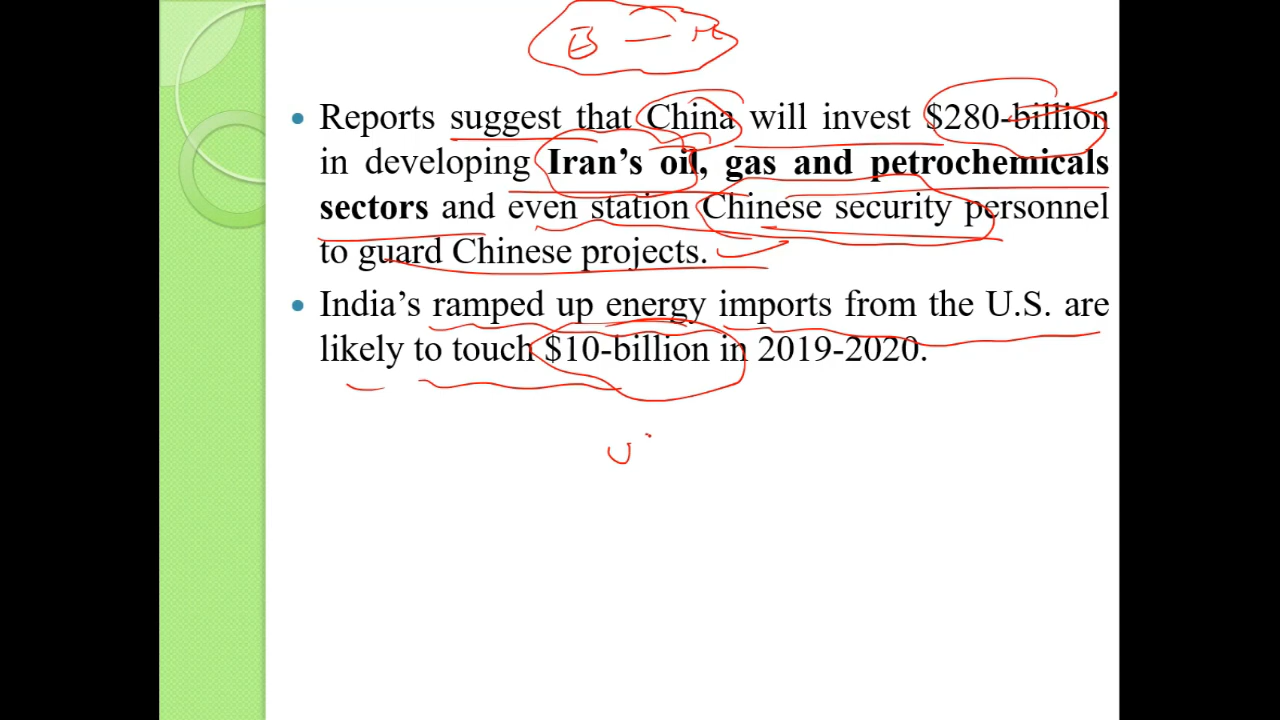 Reports suggest that China will invest $280-billion
in developing Iran's oil, gas and petrochemicals
sectors and even station Chinese security personnel
to guard Chinese projects.
India's ramped up energy imports from the U.S. are
likely to touch $10-billion in 2019-2020.